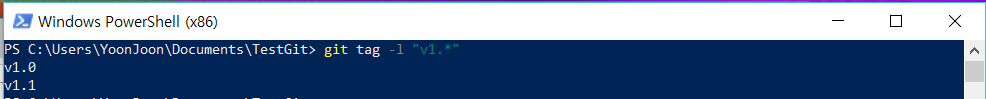 Windows PowerShell (x86)
PS C:\Users\YoonJoon\Documents\TestGit> git tag -l "v1.*"
v1.0
v1.1